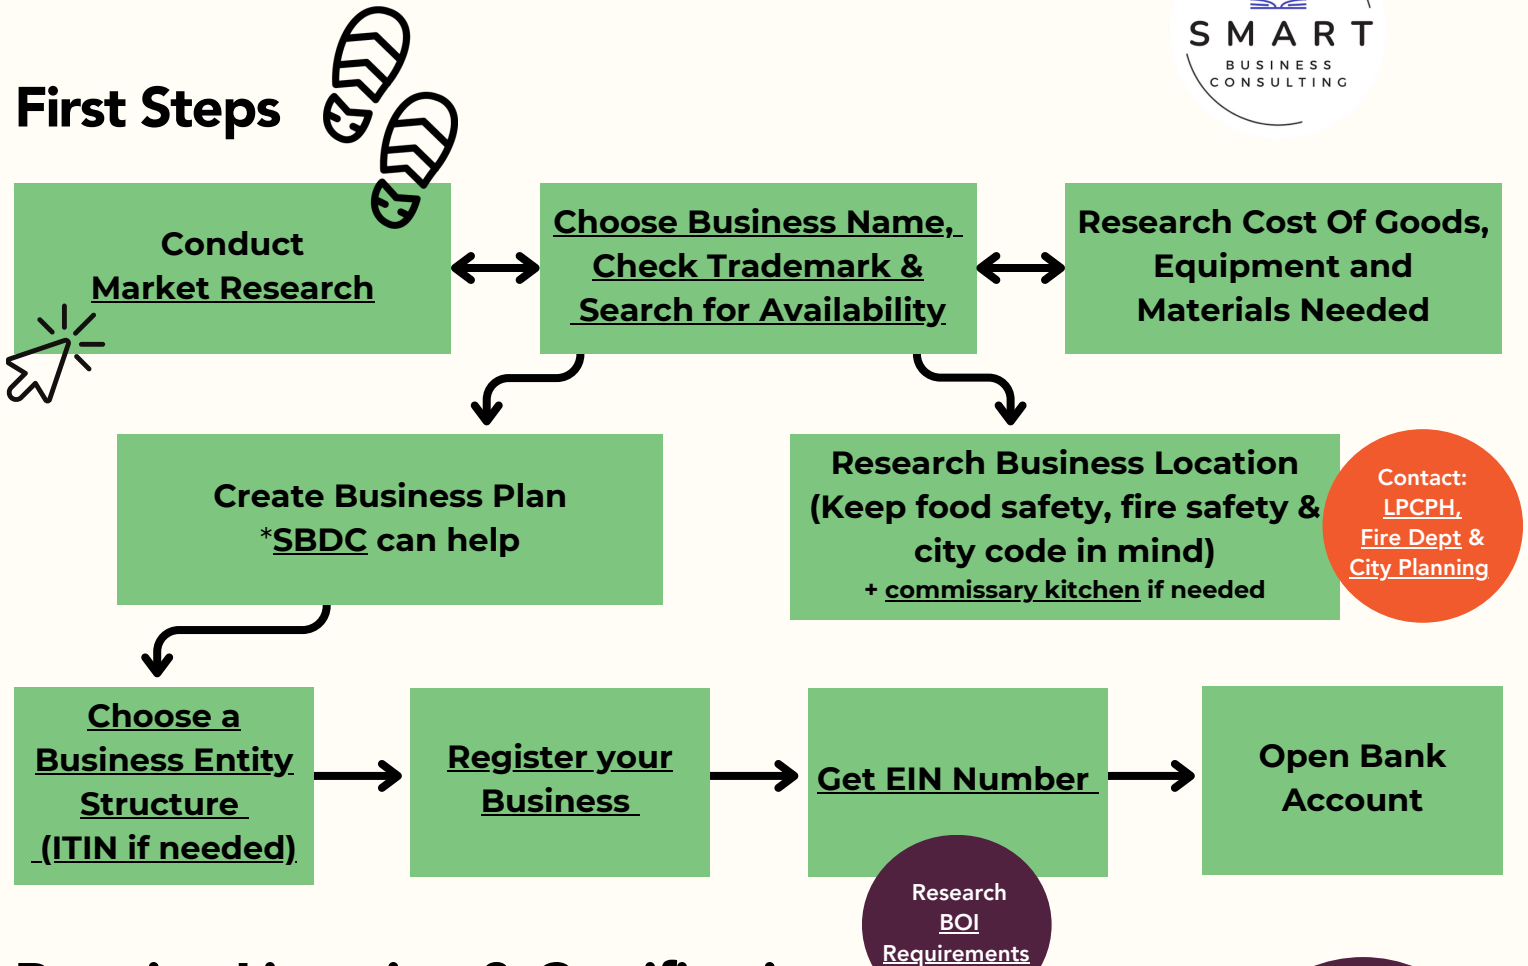 SMART
BUSINESS
CONSULTING
First Steps
Conduct
Market Research
Choose Business Name,
Check Trademark &
Search for Availability
Research Cost Of Goods,
Equipment and
Materials Needed
Create Business Plan
*SBDC can help
Research Business Location
(Keep food safety, fire safety &
city code in mind)
+ commissary kitchen if needed
Contact:
LPCPH,
Fire Dept &
City Planning
Choose a
Business Entity
Structure
(ITIN if needed)
Register your
Business
Get EIN Number
Open Bank
Account
Research
BOI
Requirements